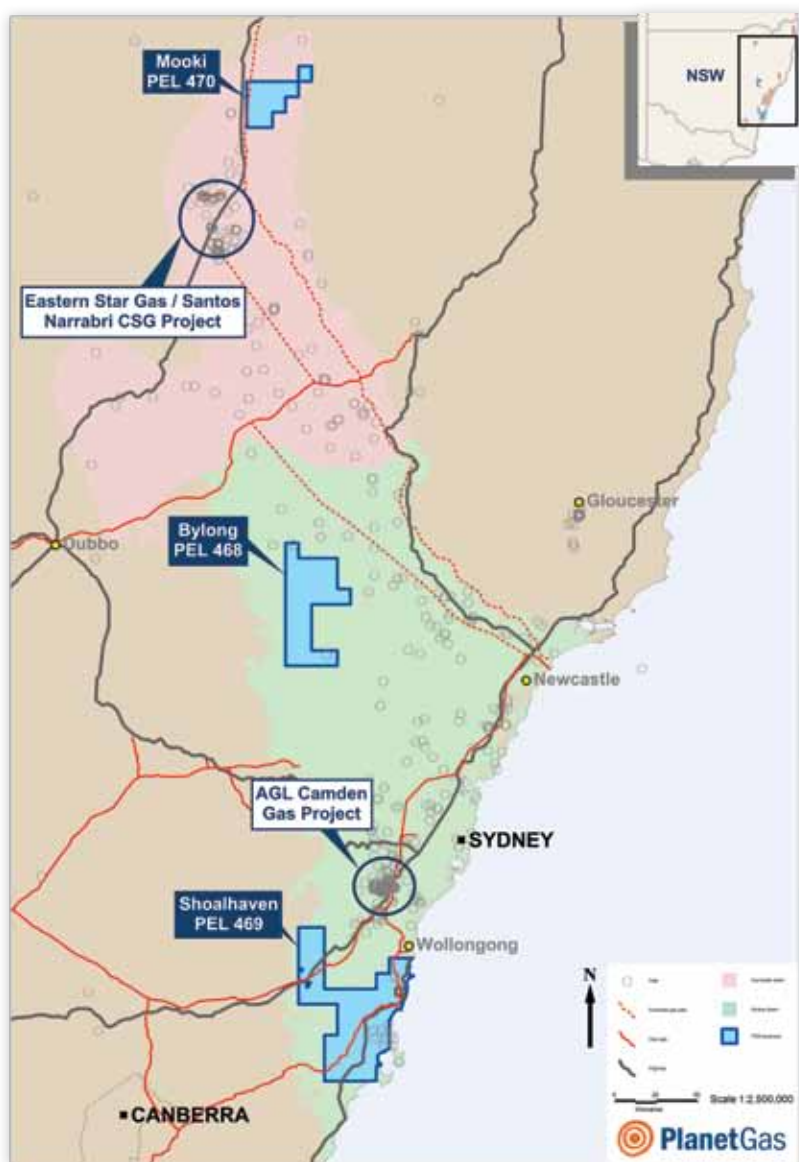 Mooki
PEL 470
NSW
Eastern Star Gas / Santos
Narrabri CSG Project
Gloucester
Bylong
PEL 468
Dubbo
Newcastle
AGL Camden
Gas Project
SYDNEY
Shoalhaven
PEL 469
Wollongong
N
CANBERRA
Scale 1:2,500,000
PlanetGas